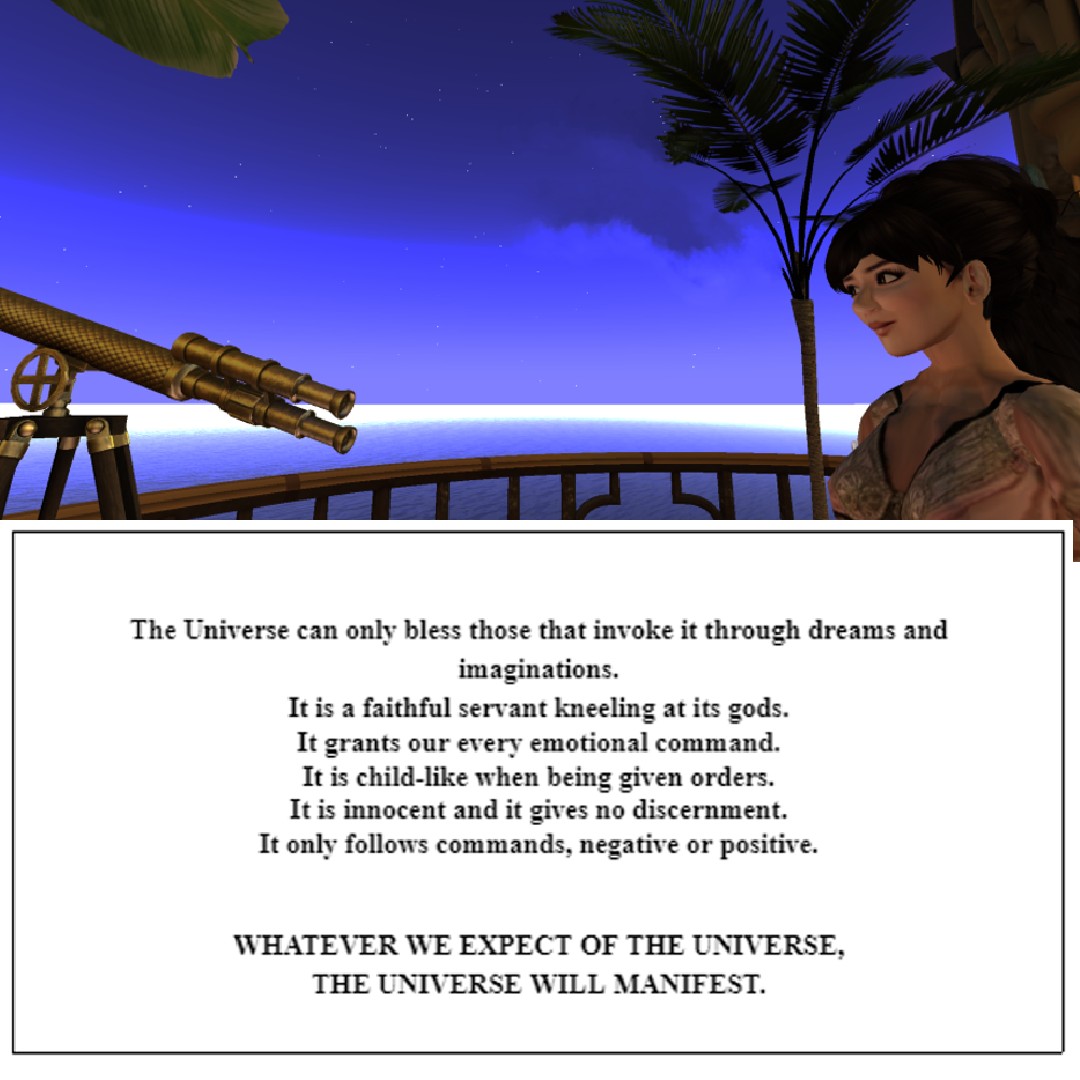 The Universe can only bless those that invoke it through dreams and
imaginations.
It is a faithful servant kneeling at its gods.
It grants our every emotional command.
It is child-like when being given orders.
It is innocent and it gives no discernment.
It only follows commands, negative or positive.
WHATEVER WE EXPECT OF THE UNIVERSE,
THE UNIVERSE WILL MANIFEST.